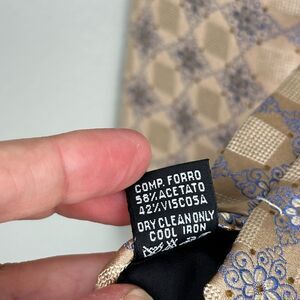 COMP. FORRO
58% ACETATO
42% VISCOSA
DRY CLEAN ONLY
COOL IRON